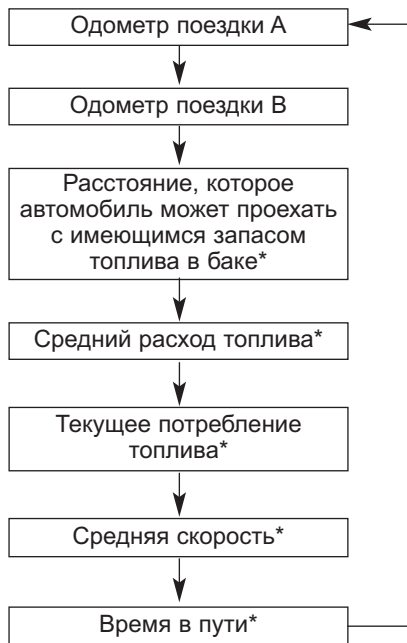 Одометр поездки A
Одометр поездки B
Расстояние, которое
автомобиль может проехать
с имеющимся запасом
топлива в баке*
Средний расход топлива*
Текущее потребление
топлива*
Средняя скорость*
Время в пути*